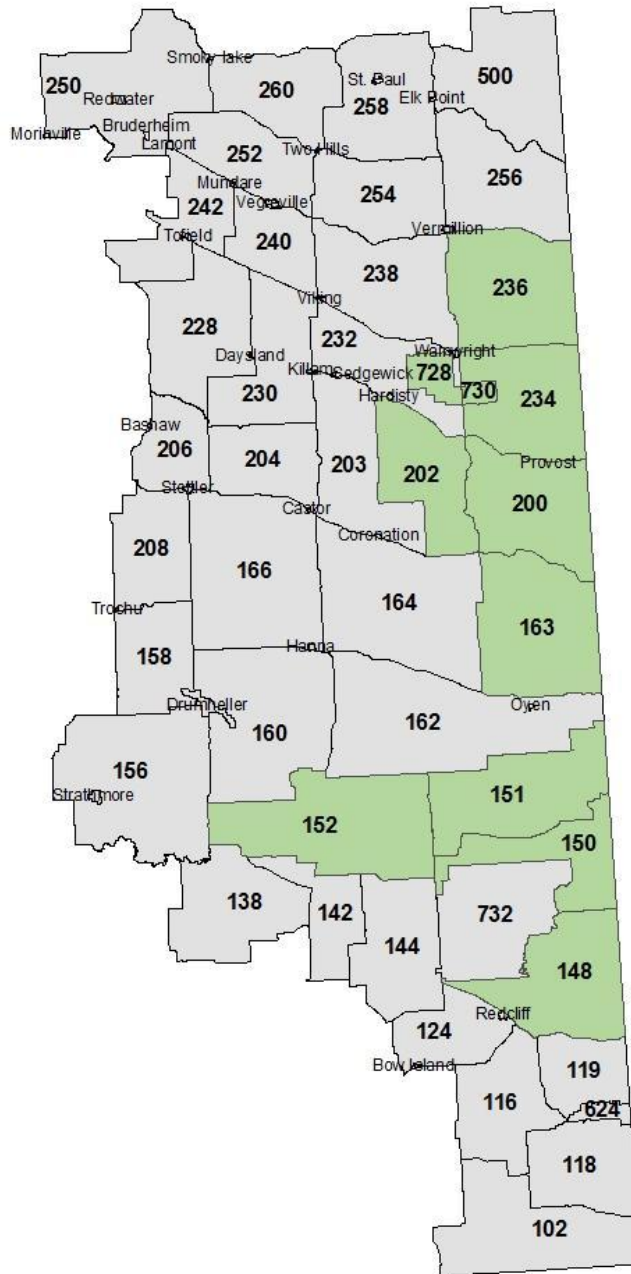 Smoky lake
250
260
St. Paul
500
Redwater
258
Elk Point
Bruderheim
Morinville
Lamont
252
Two Hills
256
Mundare
254
242
Vegreville
Tofield
240
Vermillion
238
236
Viking
228
232
Daysland
Wainwright
Killam
Sedgewick
728
730
234
230
Hardisty
Bashaw
206
204
203
202
Provost
Stettler
200
Castor
Coronation
208
166
164
Trochu
163
158
Hanna
Drumheller
Oyen
160
162
156
Strathmore
151
152
150
138
142
732
144
148
Redcliff
124
Bow Island
119
116
624
118
102